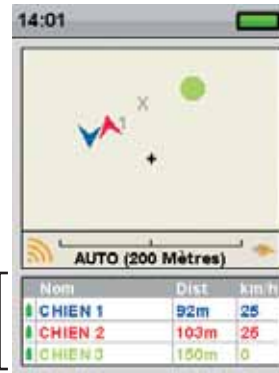 14:01
X
1
AUTO (200 Mètres)
Nom Dist km/h
CHIEN 1 92m 25
CHIEN 2 103m 25
CHIEN 3 150m 0